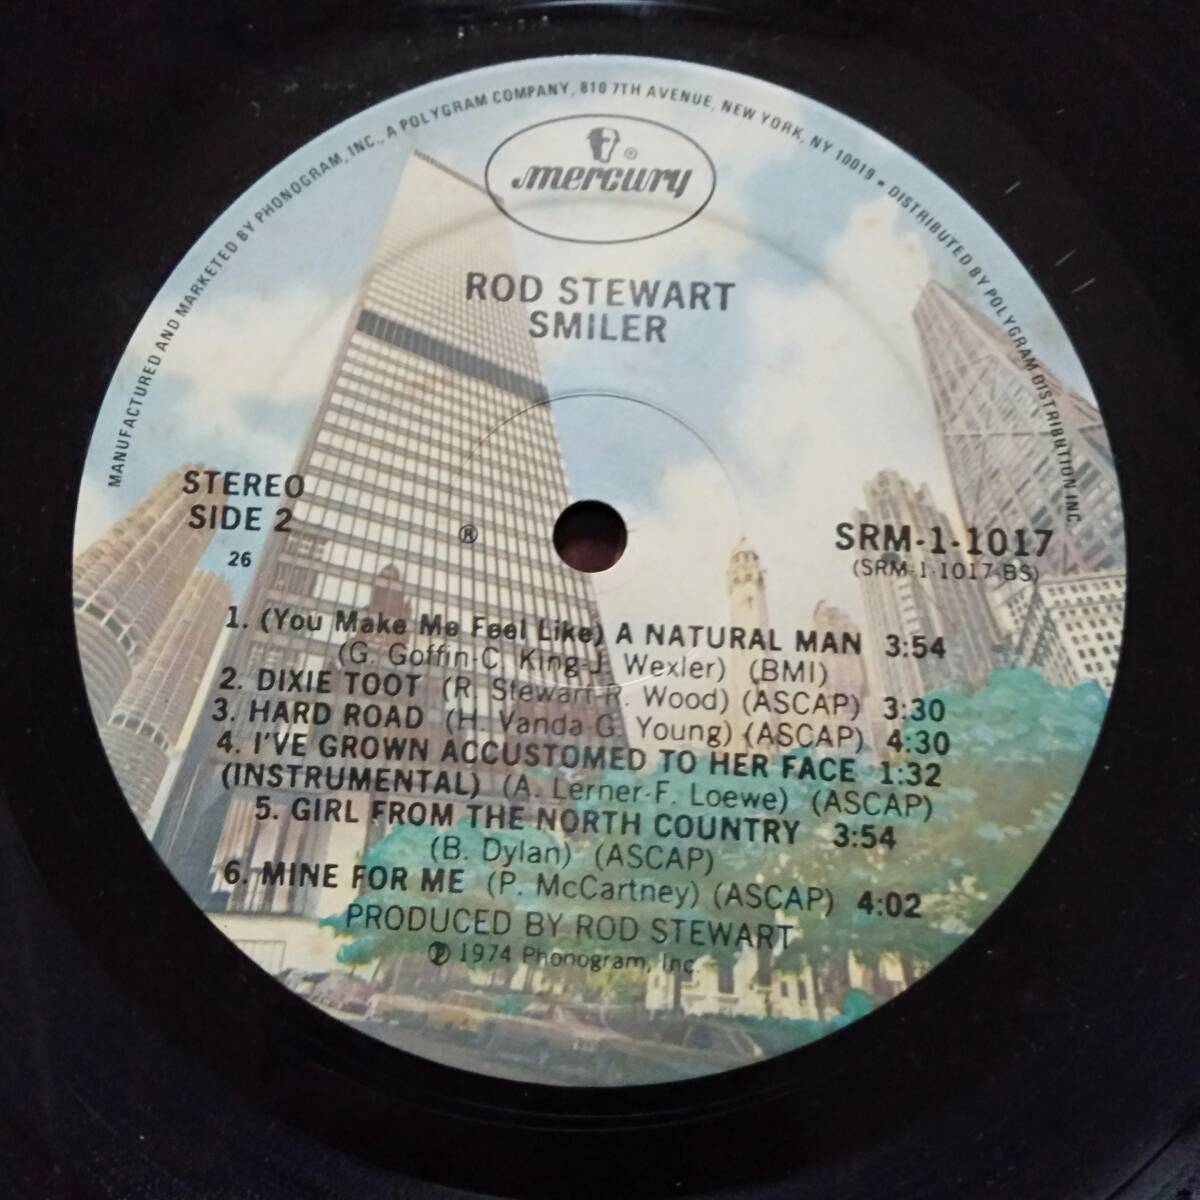 MANUFACTURED AND MARKETED BY PHONOGRAM, INC., A POLYGRAM COMPANY, 810 7TH AVENUE, NEW YORK, NY 10019 • DISTRIBUTED BY POLYGRAM DISTRIBUTION INC
mercury ®
ROD STEWART
SMILER
STEREO
SIDE 2
26
®
SRM-1-1017
(SRM-1-1017-BS)
1. (You Make Me Feel Like) A NATURAL MAN 3:54
(G. Goffin-C. King-J. Wexler) (BMI)
2. DIXIE TOOT (R. Stewart-R. Wood) (ASCAP) 3:30
3. HARD ROAD (H. Vanda-G. Young) (ASCAP) 4:30
4. I'VE GROWN ACCUSTOMED TO HER FACE 1:32
(INSTRUMENTAL) (A. Lerner-F. Loewe) (ASCAP)
5. GIRL FROM THE NORTH COUNTRY 3:54
(B. Dylan) (ASCAP)
6. MINE FOR ME (P. McCartney) (ASCAP) 4:02
PRODUCED BY ROD STEWART
℗ 1974 Phonogram, Inc.